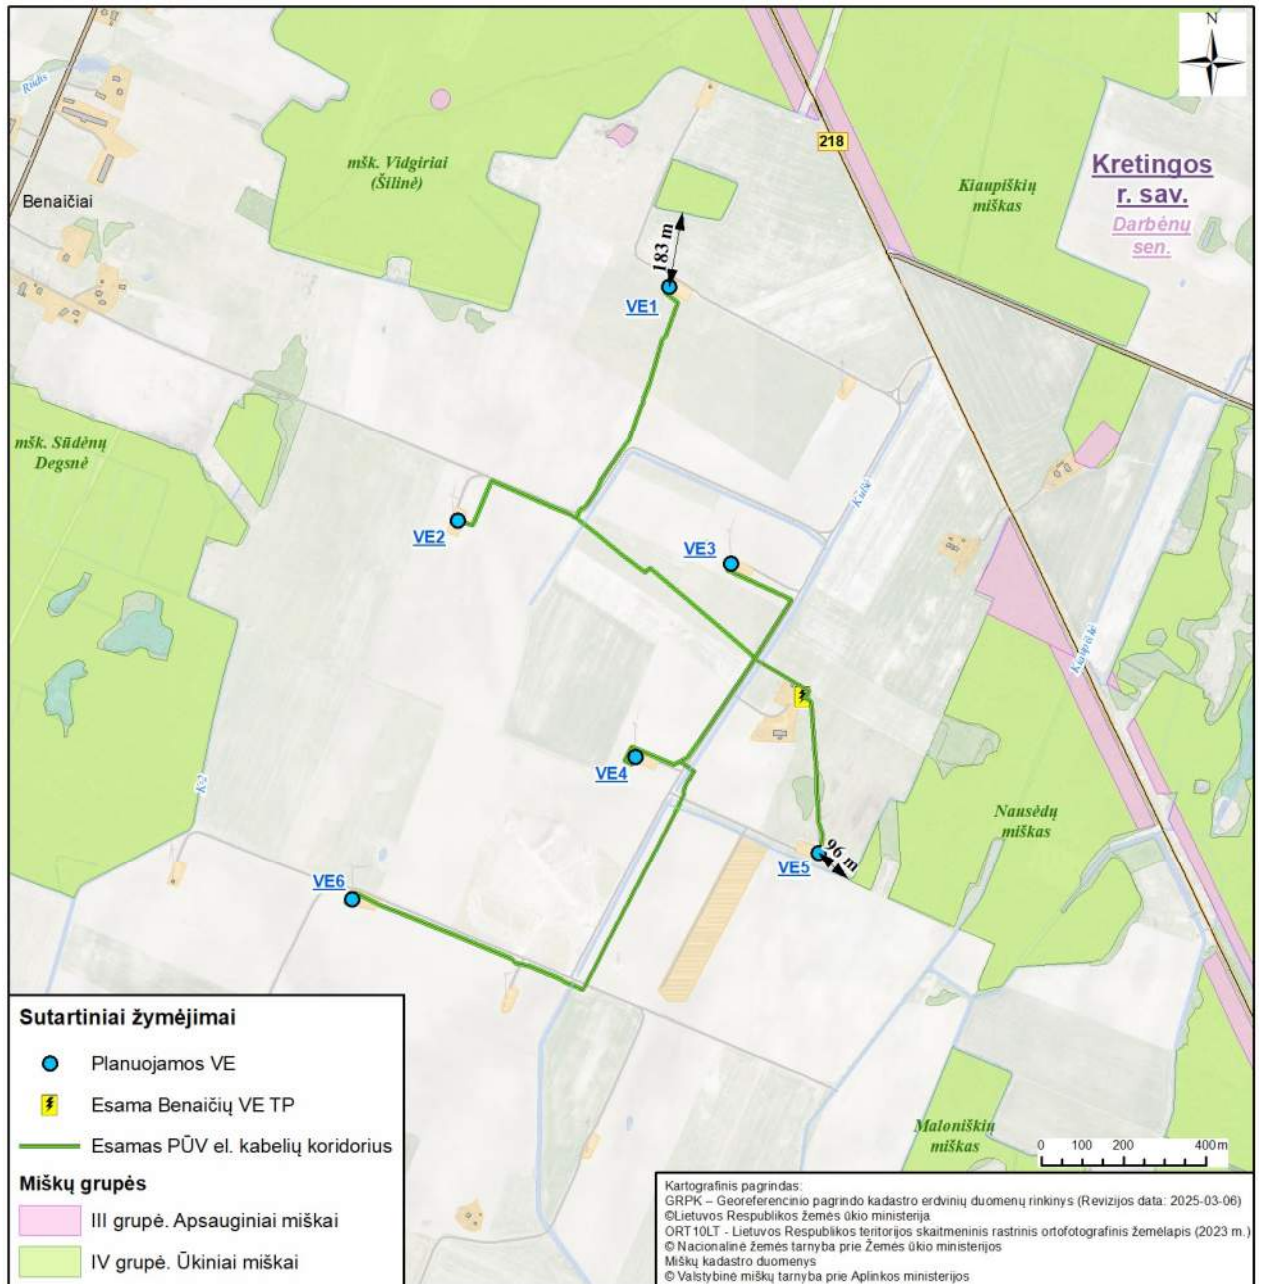 N
Rūdis
218
mšk. Vidgiriai
(Šilinė)
Kiaupiškių
miškas
Kretingos
r. sav.
Darbėnų
sen.
Benaičiai
183 m
VE1
mšk. Sūdėnų
Degsnė
Kulšė
VE2
VE3
Kiaupiškė
VE4
K-2
Nausėdų
miškas
96 m
VE5
VE6
Maloniškių
miškas
0 100 200 400 m
Sutartiniai žymėjimai
Planuojamos VE
Esama Benaičių VE TP
Esamas PŪV el. kabelių koridorius
Miškų grupės
III grupė. Apsauginiai miškai
IV grupė. Ūkiniai miškai
Kartografinis pagrindas:
GRPK – Georeferencinio pagrindo kadastro erdvinių duomenų rinkinys (Revizijos data: 2025-03-06)
©Lietuvos Respublikos žemės ūkio ministerija
ORT10LT - Lietuvos Respublikos teritorijos skaitmeninis rastrinis ortofotografinis žemėlapis (2023 m.)
© Nacionalinė žemės tarnyba prie Žemės ūkio ministerijos
Miškų kadastro duomenys
© Valstybinė miškų tarnyba prie Aplinkos ministerijos